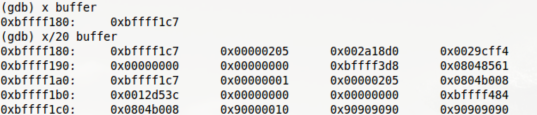 (gdb) x buffer
0xbffff180: 0xbffff1c7
(gdb) x/20 buffer
0xbffff180: 0xbffff1c7 0x00000205 0x002a18d0 0x0029cff4
0xbffff190: 0x00000000 0x00000000 0xbffff3d8 0x08048561
0xbffff1a0: 0xbffff1c7 0x00000001 0x00000205 0x0804b008
0xbffff1b0: 0x0012d53c 0x00000000 0x00000000 0xbffff484
0xbffff1c0: 0x0804b008 0x90000010 0x90909090 0x90909090